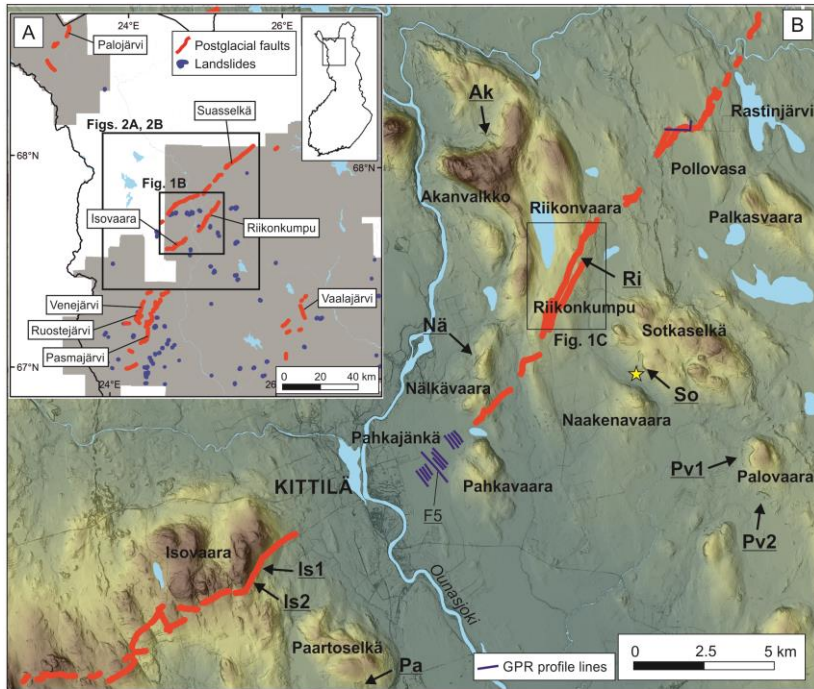 A
24°E
26°E
Palojärvi
Postglacial faults
Landslides
Suasselkä
Figs. 2A, 2B
68°N
68°N
Fig. 1B
Isovaara
Riikonkumpu
Venejärvi
Ruostejärvi
Pasmajärvi
Vaalajärvi
67°N
24°E
26°
0 20 40 km
B
Ak
Akanvalkko
Rastinjärvi
Pollovasa
Palkasvaara
Riikonvaara
Ri
Riikonkumpu
Fig. 1C
Sotkaselkä
Nä
Nälkävaara
So
Naakenavaara
Pahkajänkä
KITTILÄ
F5
Pahkavaara
Pv1
Palovaara
Pv2
Isovaara
Is1
Is2
Ounasjoki
Paartoselkä
Pa
GPR profile lines
0 2.5 5 km